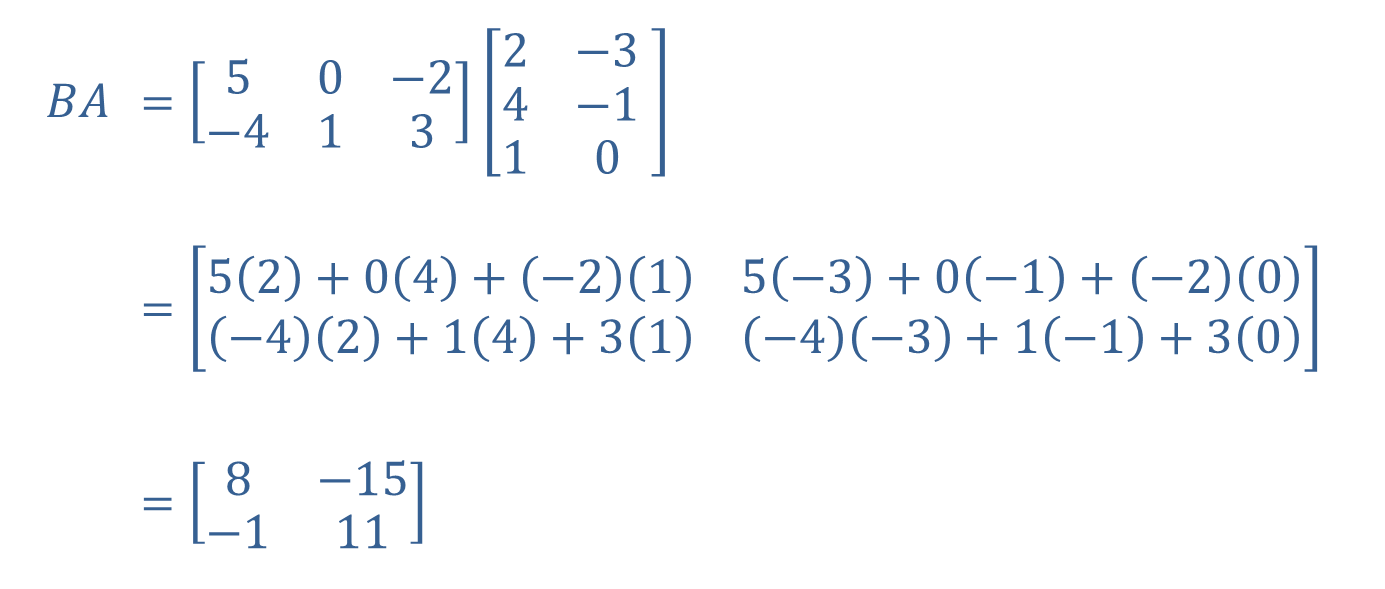 BA = [5 0 −2; −4 1 3] [2 −3; 4 −1; 1 0]
= [5(2) + 0(4) + (−2)(1) 5(−3) + 0(−1) + (−2)(0); (−4)(2) + 1(4) + 3(1) (−4)(−3) + 1(−1) + 3(0)]
= [8 −15; −1 11]